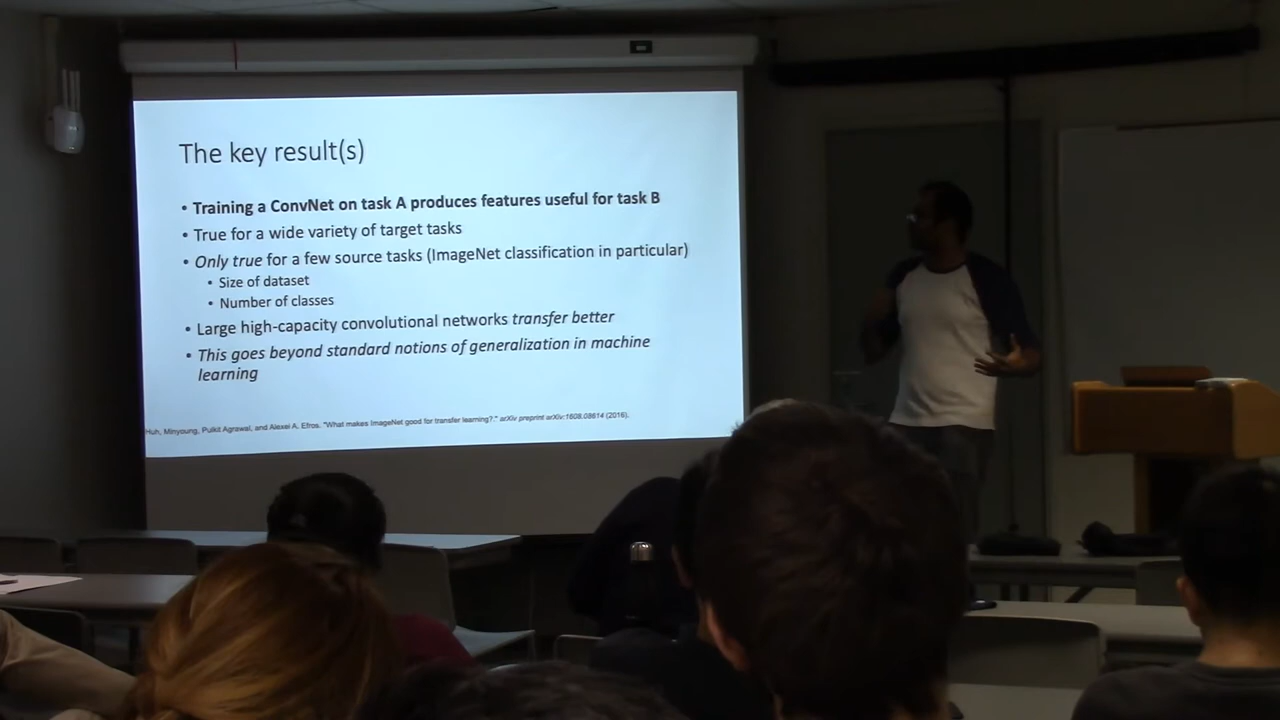 The key result(s)
• Training a ConvNet on task A produces features useful for task B
• True for a wide variety of target tasks
• Only true for a few source tasks (ImageNet classification in particular)
• Size of dataset
• Number of classes
• Large high-capacity convolutional networks transfer better
• This goes beyond standard notions of generalization in machine
learning
Huh, Minyoung, Pulkit Agrawal, and Alexei A. Efros. "What makes ImageNet good for transfer learning?." arXiv preprint arXiv:1608.08614 (2016).